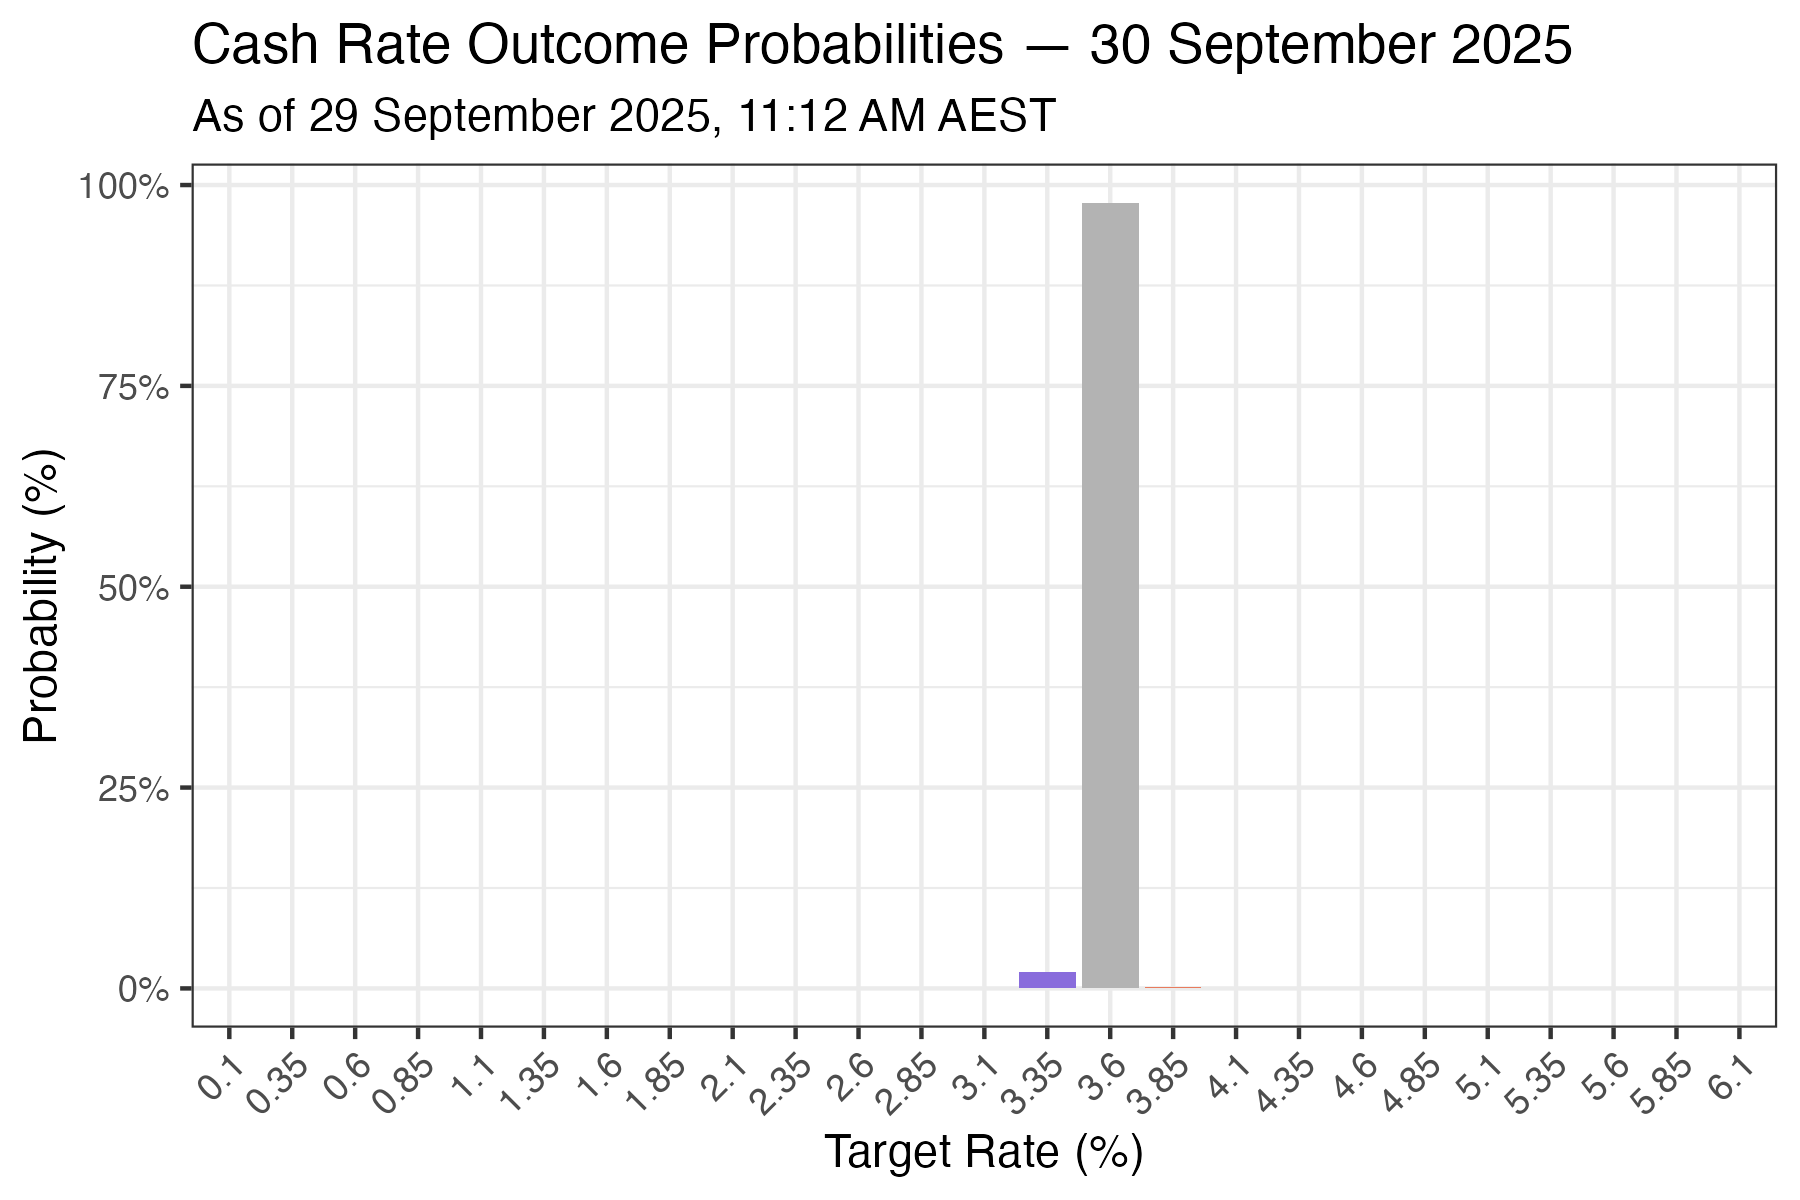 Cash Rate Outcome Probabilities — 30 September 2025
As of 29 September 2025, 11:12 AM AEST
Probability (%)
100%
75%
50%
25%
0%
0.1 0.35 0.6 0.85 1.1 1.35 1.6 1.85 2.1 2.35 2.6 2.85 3.1 3.35 3.6 3.85 4.1 4.35 4.6 4.85 5.1 5.35 5.6 5.85 6.1
Target Rate (%)